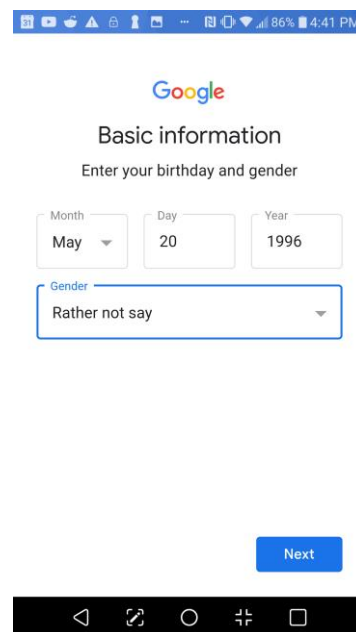 31 86% 4:41 PM
Google
Basic information
Enter your birthday and gender
Month Day Year
May 20 1996
Gender
Rather not say
Next